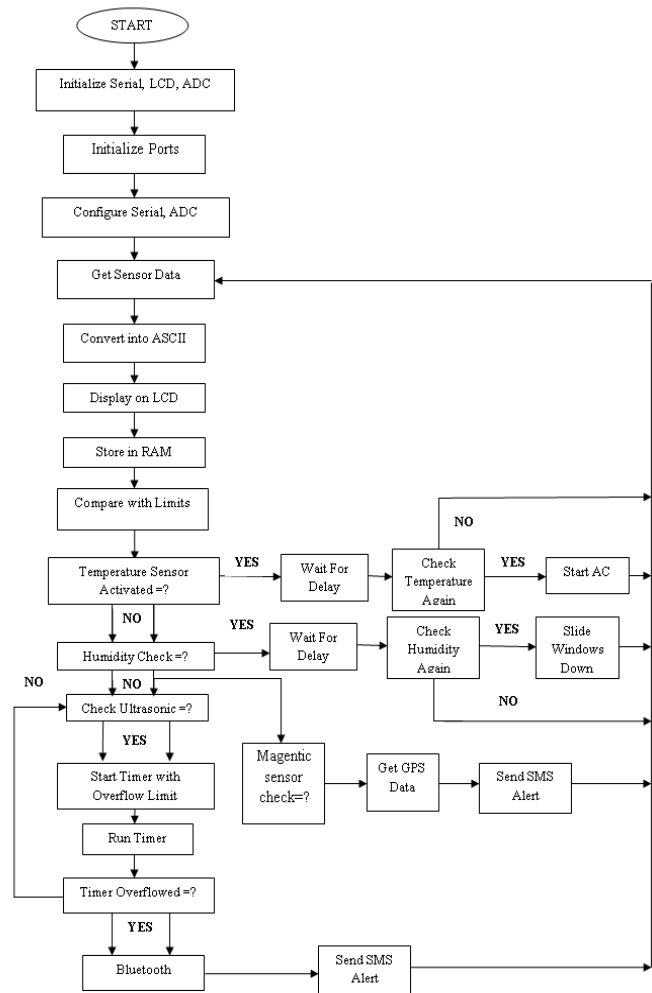 START
Initialize Serial, LCD, ADC
Initialize Ports
Configure Serial, ADC
Get Sensor Data
Convert into ASCII
Display on LCD
Store in RAM
Compare with Limits
NO
Temperature Sensor
Activated =?
YES
Wait For
Delay
Check
Temperature
Again
YES
Start AC
NO
Humidity Check =?
YES
Wait For
Delay
Check
Humidity
Again
YES
Slide
Windows
Down
NO
NO
NO
Check Ultrasonic =?
YES
Magentic
sensor
check=?
Get GPS
Data
Send SMS
Alert
Start Timer with
Overflow Limit
Run Timer
Timer Overflowed =?
YES
Bluetooth
Send SMS
Alert